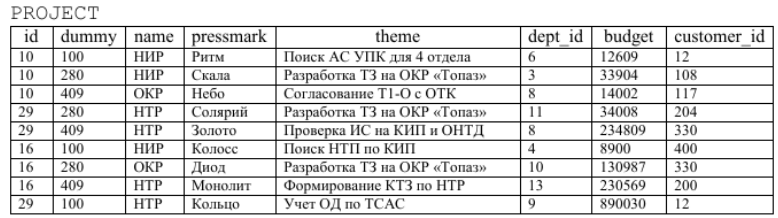 PROJECT
id dummy name pressmark theme dept_id budget customer_id
10 100 НИР Ритм Поиск АС УПК для 4 отдела 6 12609 12
10 280 НИР Скала Разработка ТЗ на ОКР «Топаз» 3 33904 108
10 409 ОКР Небо Согласование Т1-О с ОТК 8 14002 117
29 280 НТР Солярий Разработка ТЗ на ОКР «Топаз» 11 34008 204
29 409 НТР Золото Проверка ИС на КИП и ОНТД 8 234809 330
16 100 НИР Колосс Поиск НТП по КИП 4 8900 400
16 280 ОКР Диод Разработка ТЗ на ОКР «Топаз» 10 130987 330
16 409 НТР Монолит Формирование КТЗ по НТР 13 230569 200
29 100 НТР Кольцо Учет ОД по ТСАС 9 890030 12